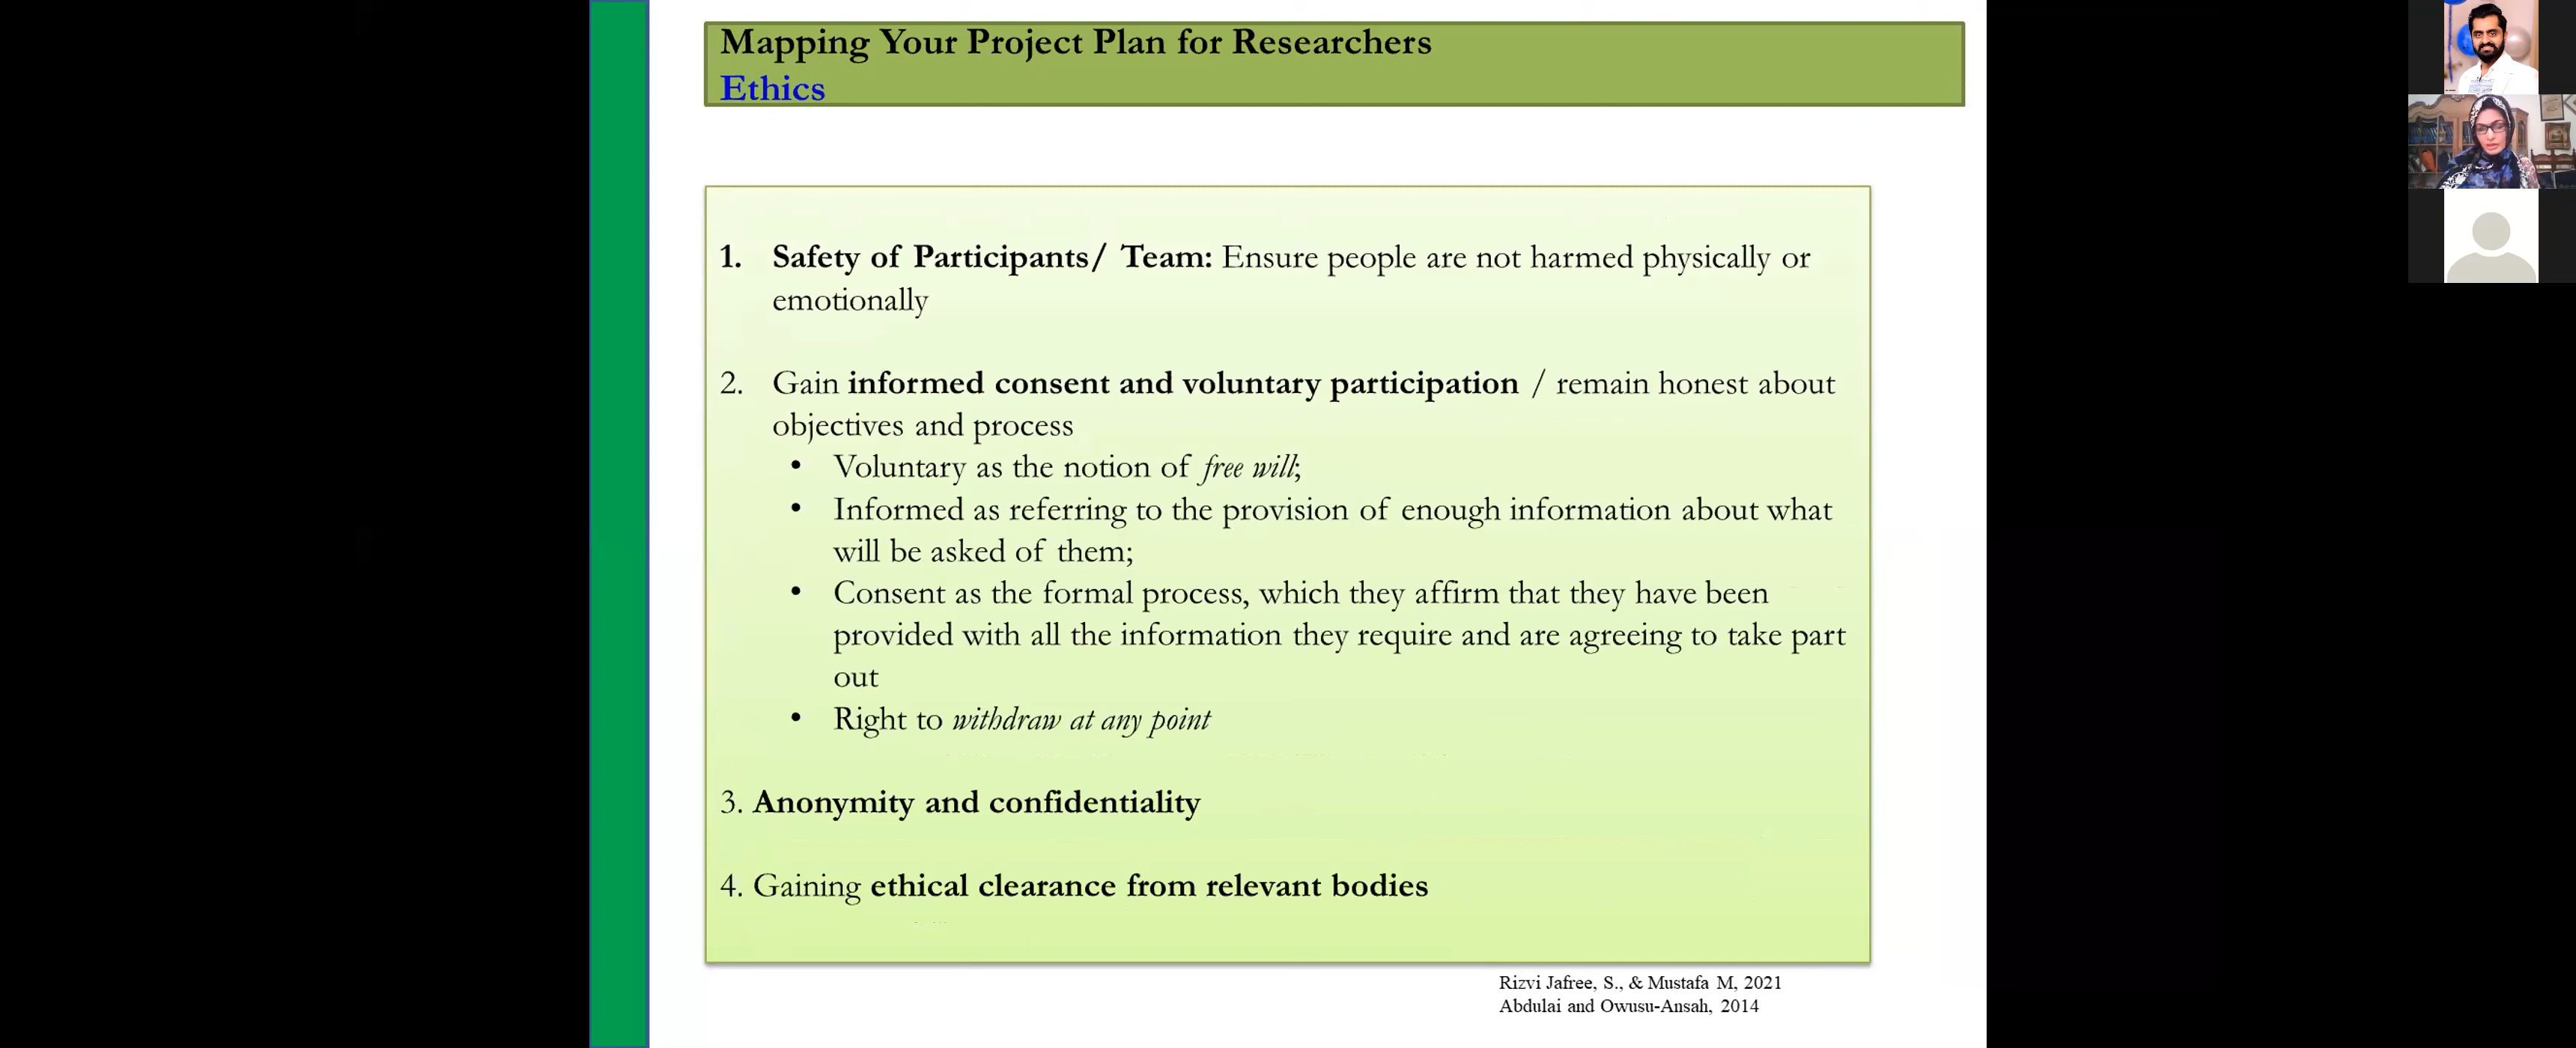 Mapping Your Project Plan for Researchers
Ethics
1. Safety of Participants/ Team: Ensure people are not harmed physically or
emotionally
2. Gain informed consent and voluntary participation / remain honest about
objectives and process
• Voluntary as the notion of free will;
• Informed as referring to the provision of enough information about what
will be asked of them;
• Consent as the formal process, which they affirm that they have been
provided with all the information they require and are agreeing to take part
out
• Right to withdraw at any point
3. Anonymity and confidentiality
4. Gaining ethical clearance from relevant bodies
Rizvi Jafree, S., & Mustafa M, 2021
Abdulai and Owusu-Ansah, 2014